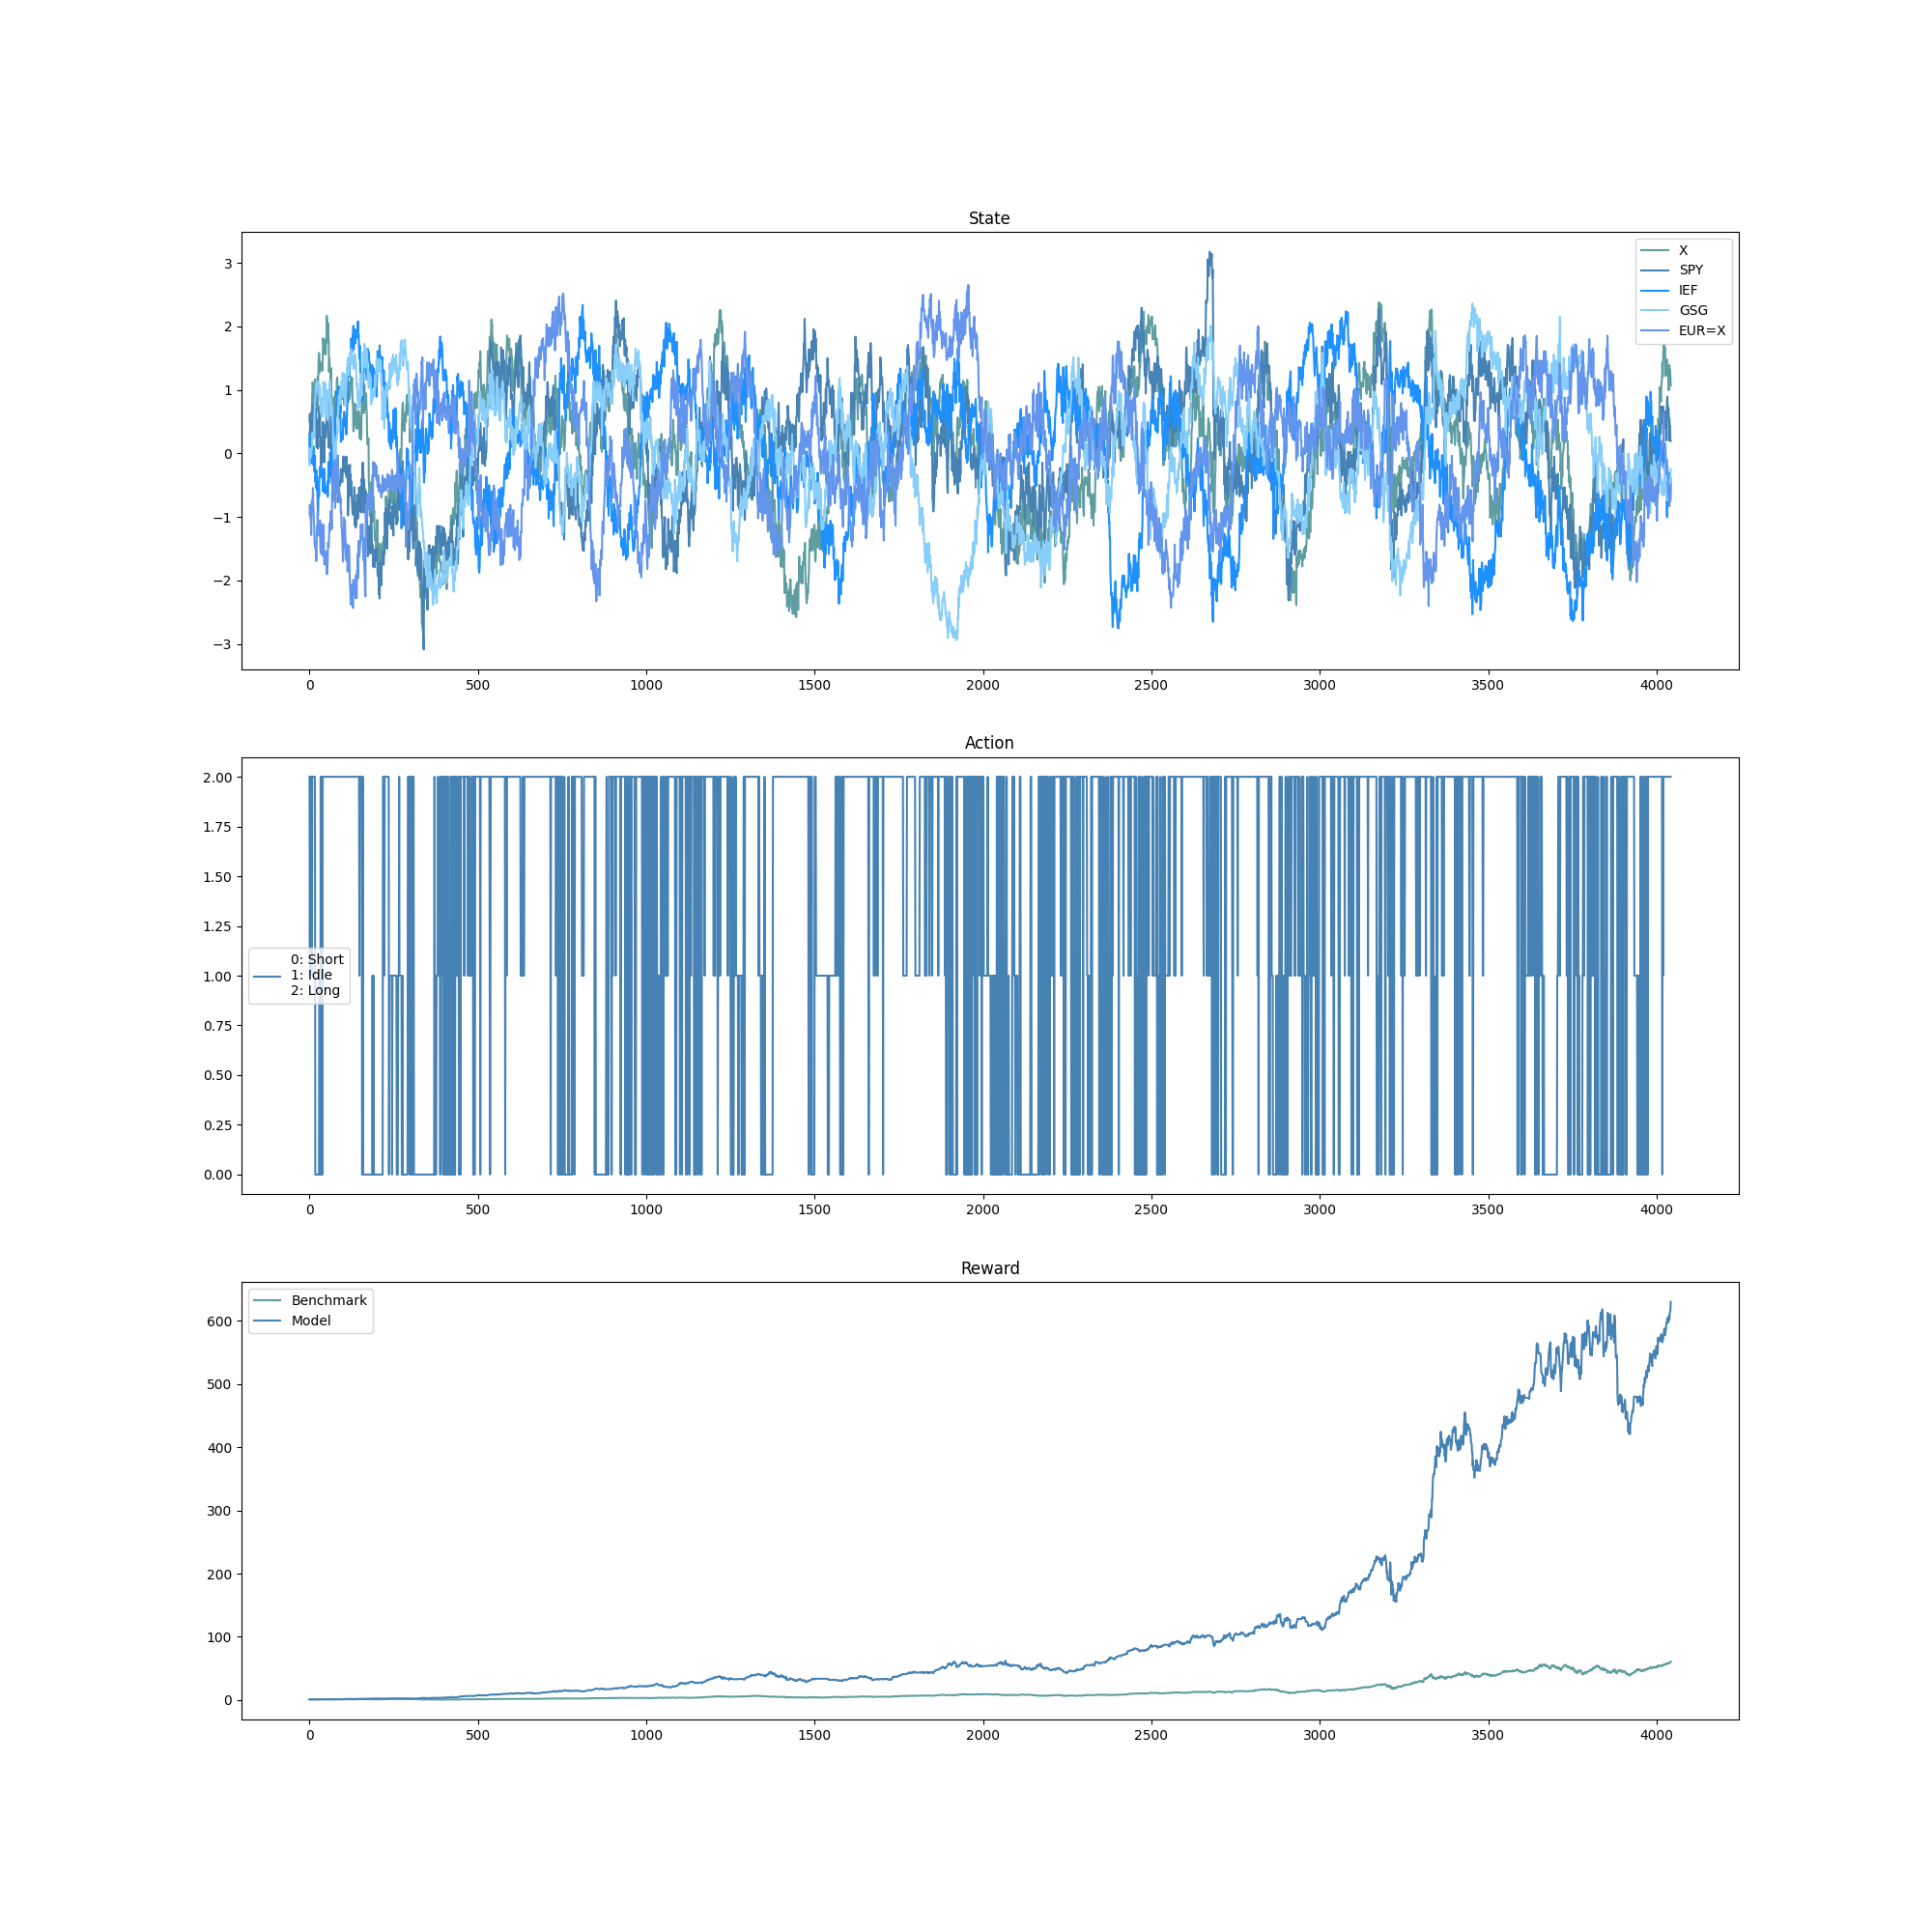 State
3
2
1
0
−1
−2
−3
X
SPY
IEF
GSG
EUR=X
0 500 1000 1500 2000 2500 3000 3500 4000
Action
2.00
1.75
1.50
1.25
1.00
0.75
0.50
0.25
0.00
0: Short
1: Idle
2: Long
0 500 1000 1500 2000 2500 3000 3500 4000
Reward
Benchmark
Model
600
500
400
300
200
100
0
0 500 1000 1500 2000 2500 3000 3500 4000